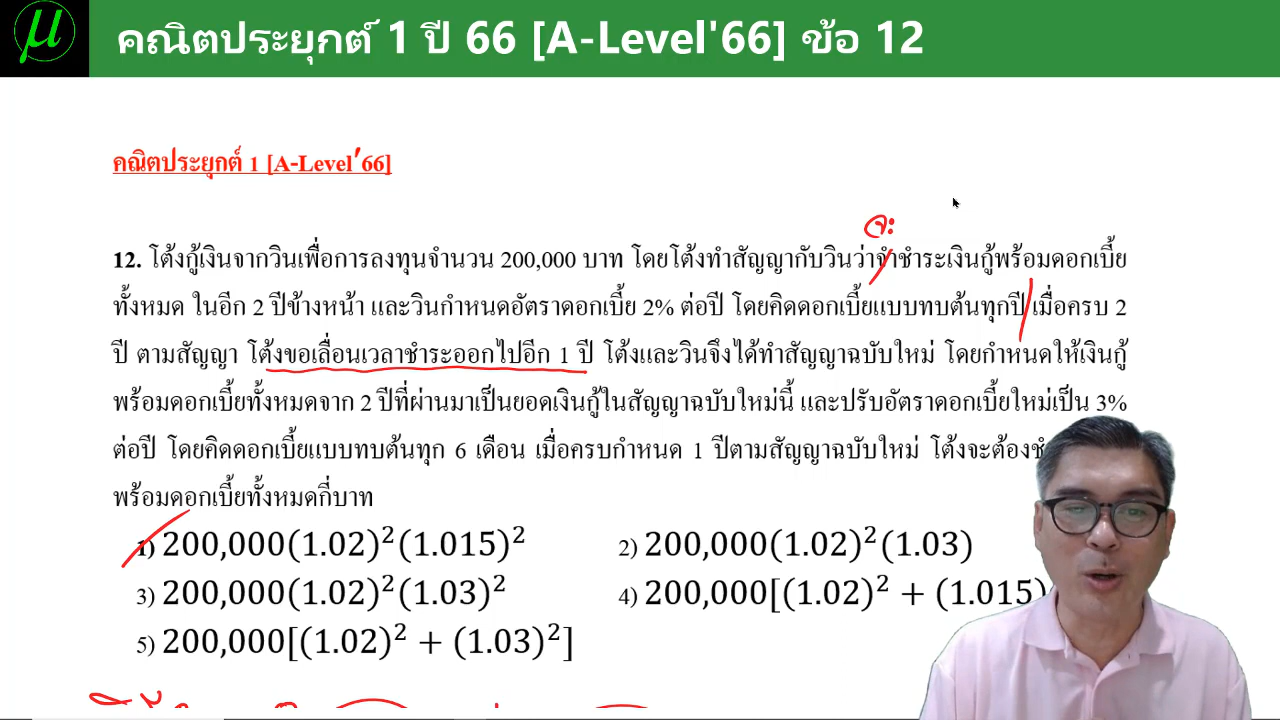 μ
คณิตประยุกต์ 1 ปี 66 [A-Level'66] ข้อ 12
คณิตประยุกต์ 1 [A-Level'66]
จะ
12. โต้งกู้เงินจากวินเพื่อการลงทุนจำนวน 200,000 บาท โดยโต้งทำสัญญากับวินว่าจำชำระเงินกู้พร้อมดอกเบี้ย
ทั้งหมด ในอีก 2 ปีข้างหน้า และวินกำหนดอัตราดอกเบี้ย 2% ต่อปี โดยคิดดอกเบี้ยแบบทบต้นทุกปี เมื่อครบ 2
ปี ตามสัญญา โต้งขอเลื่อนเวลาชำระออกไปอีก 1 ปี โต้งและวินจึงได้ทำสัญญาฉบับใหม่ โดยกำหนดให้เงินกู้
พร้อมดอกเบี้ยทั้งหมดจาก 2 ปีที่ผ่านมาเป็นยอดเงินกู้ในสัญญาฉบับใหม่นี้ และปรับอัตราดอกเบี้ยใหม่เป็น 3%
ต่อปี โดยคิดดอกเบี้ยแบบทบต้นทุก 6 เดือน เมื่อครบกำหนด 1 ปีตามสัญญาฉบับใหม่ โต้งจะต้อง
พร้อมดอกเบี้ยทั้งหมดกี่บาท
1) 200,000(1.02)² (1.015)² 2) 200,000(1.02)² (1.03)
3) 200,000(1.02)² (1.03)² 4) 200,000[(1.02)² + (1.015)
5) 200,000[(1.02)² + (1.03)²]